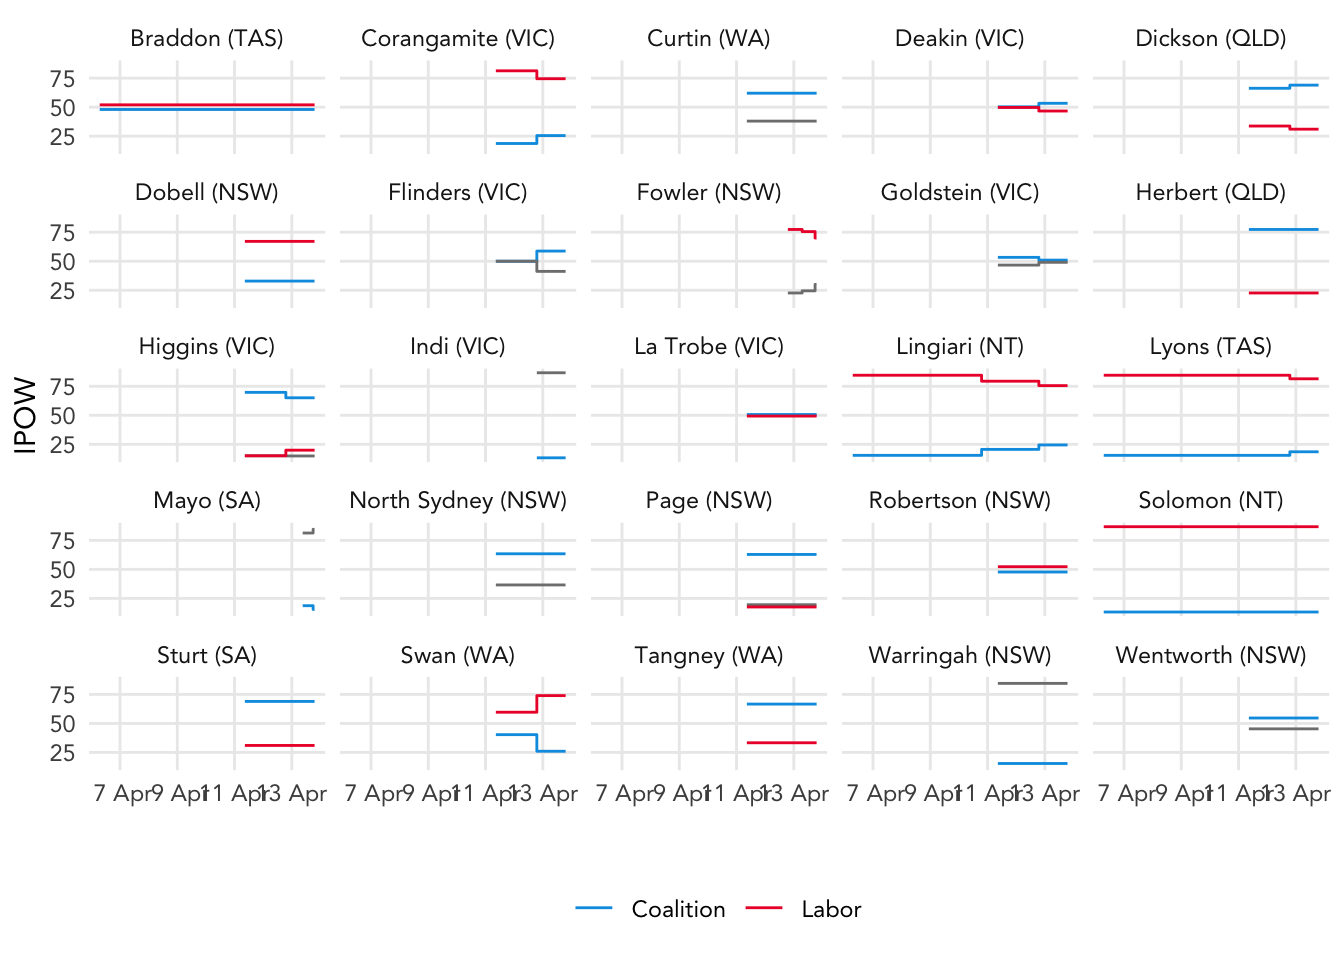 Braddon (TAS) Corangamite (VIC) Curtin (WA) Deakin (VIC) Dickson (QLD)
75
50
25
Dobell (NSW) Flinders (VIC) Fowler (NSW) Goldstein (VIC) Herbert (QLD)
75
50
25
Higgins (VIC) Indi (VIC) La Trobe (VIC) Lingiari (NT) Lyons (TAS)
75
50
25
IPOW
Mayo (SA) North Sydney (NSW) Page (NSW) Robertson (NSW) Solomon (NT)
75
50
25
Sturt (SA) Swan (WA) Tangney (WA) Warringah (NSW) Wentworth (NSW)
75
50
25
7 Apr 9 Apr 11 Apr 13 Apr 7 Apr 9 Apr 11 Apr 13 Apr 7 Apr 9 Apr 11 Apr 13 Apr 7 Apr 9 Apr 11 Apr 13 Apr 7 Apr 9 Apr 11 Apr 13 Apr
Coalition Labor